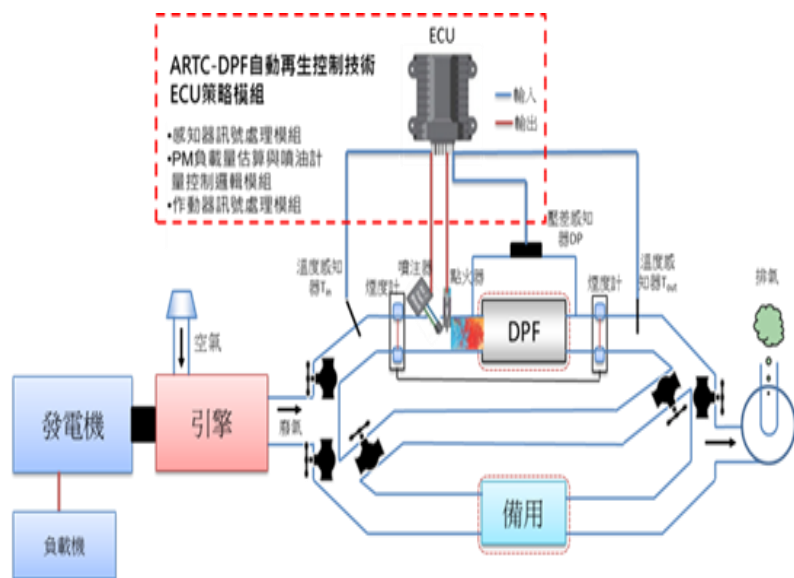 ECU
ARTC-DPF自動再生控制技術
ECU策略模組
•感知器訊號處理模組
•PM負載量估算與噴油計
量控制邏輯模組
•作動器訊號處理模組
輸入
輸出
壓差感知
器DP
溫度感知
器Tin
煙度計
噴注器
點火器
煙度計
溫度感知
器Tout
排氣
空氣
DPF
發電機
引擎
廢氣
備用
負載機